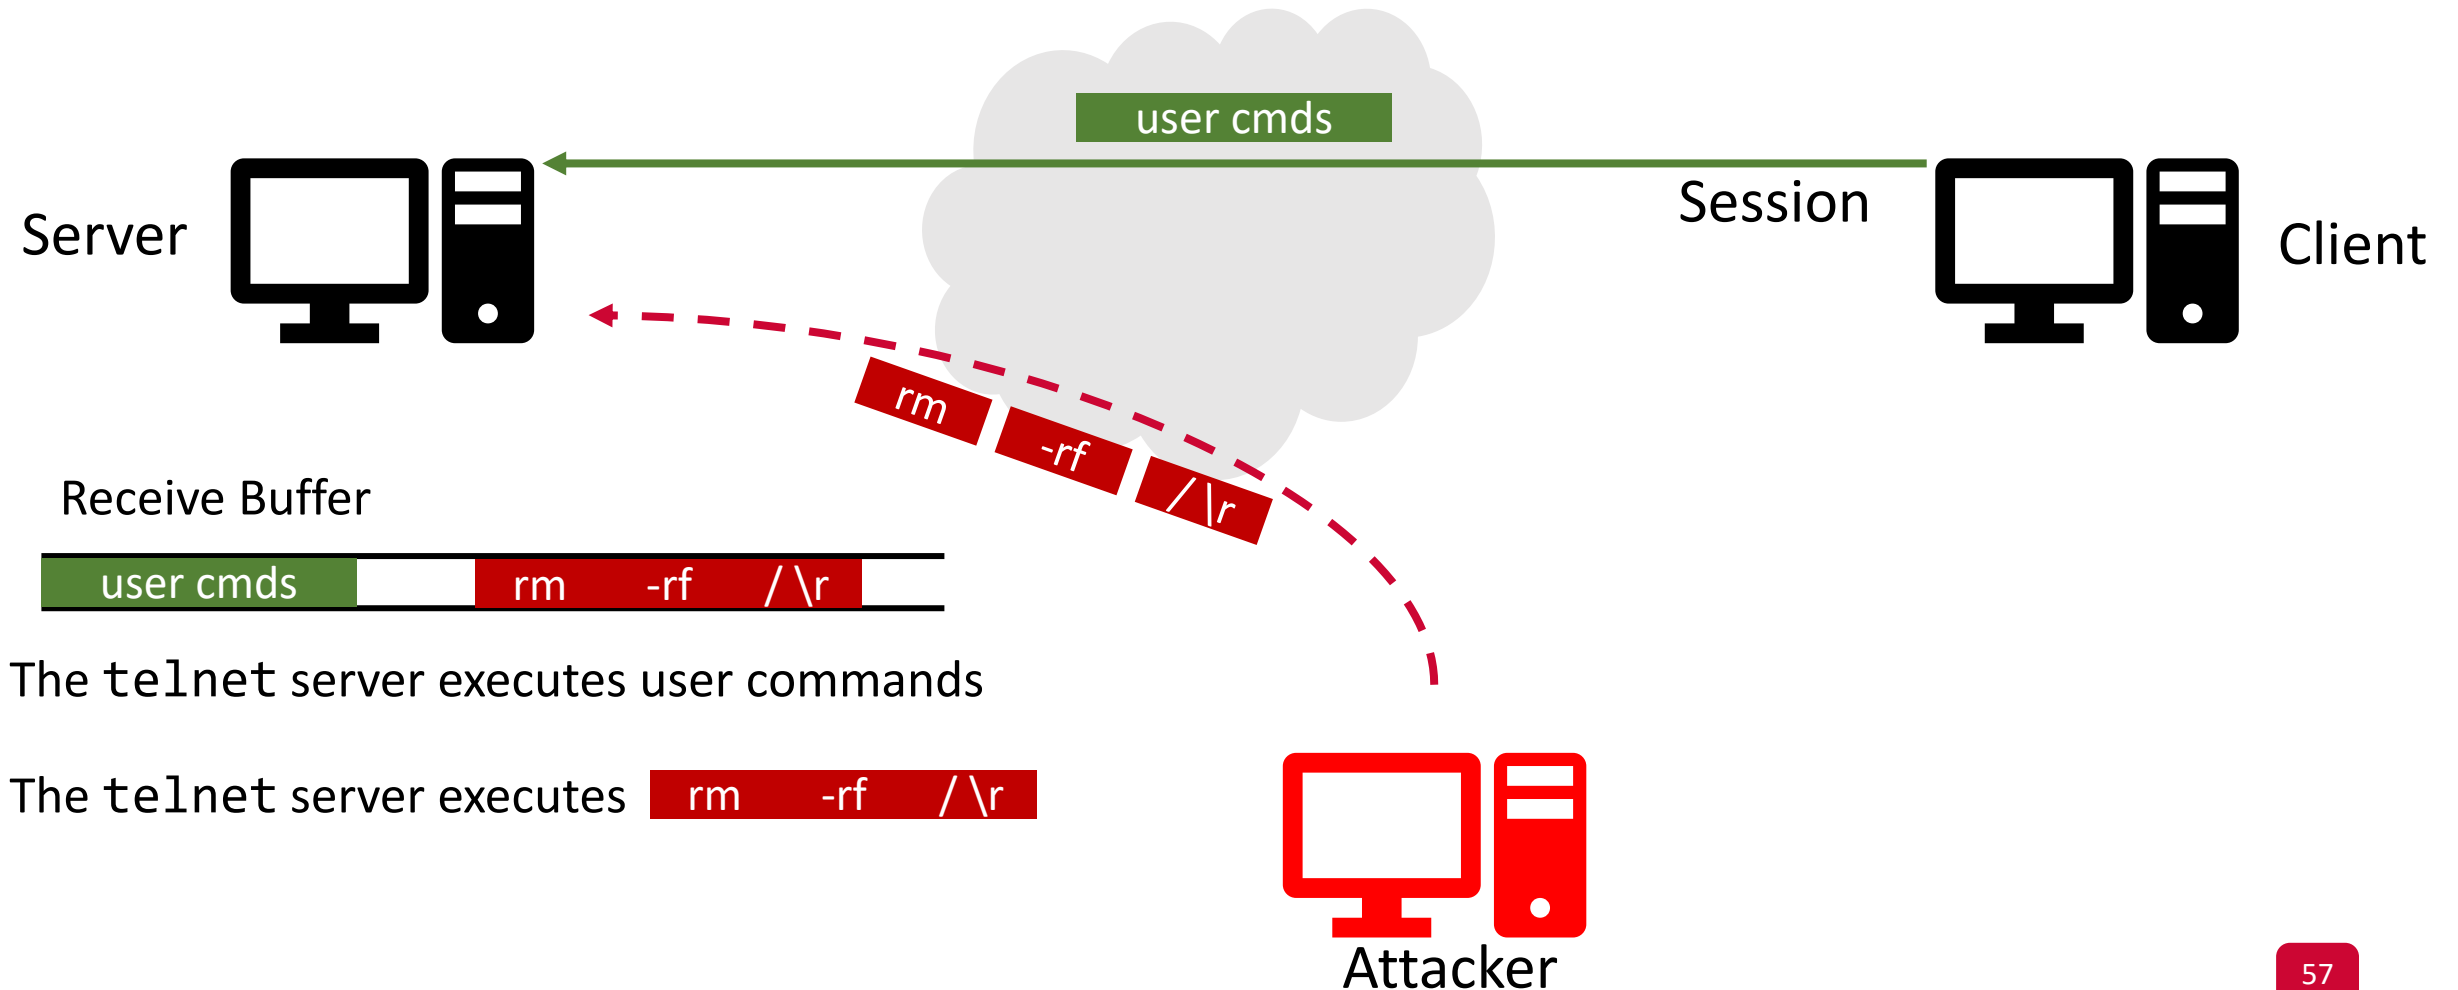 user cmds
Server
Session
Client
rm
-rf
/ \r
Receive Buffer
user cmds rm -rf / \r
The telnet server executes user commands
The telnet server executes rm -rf / \r
Attacker
57